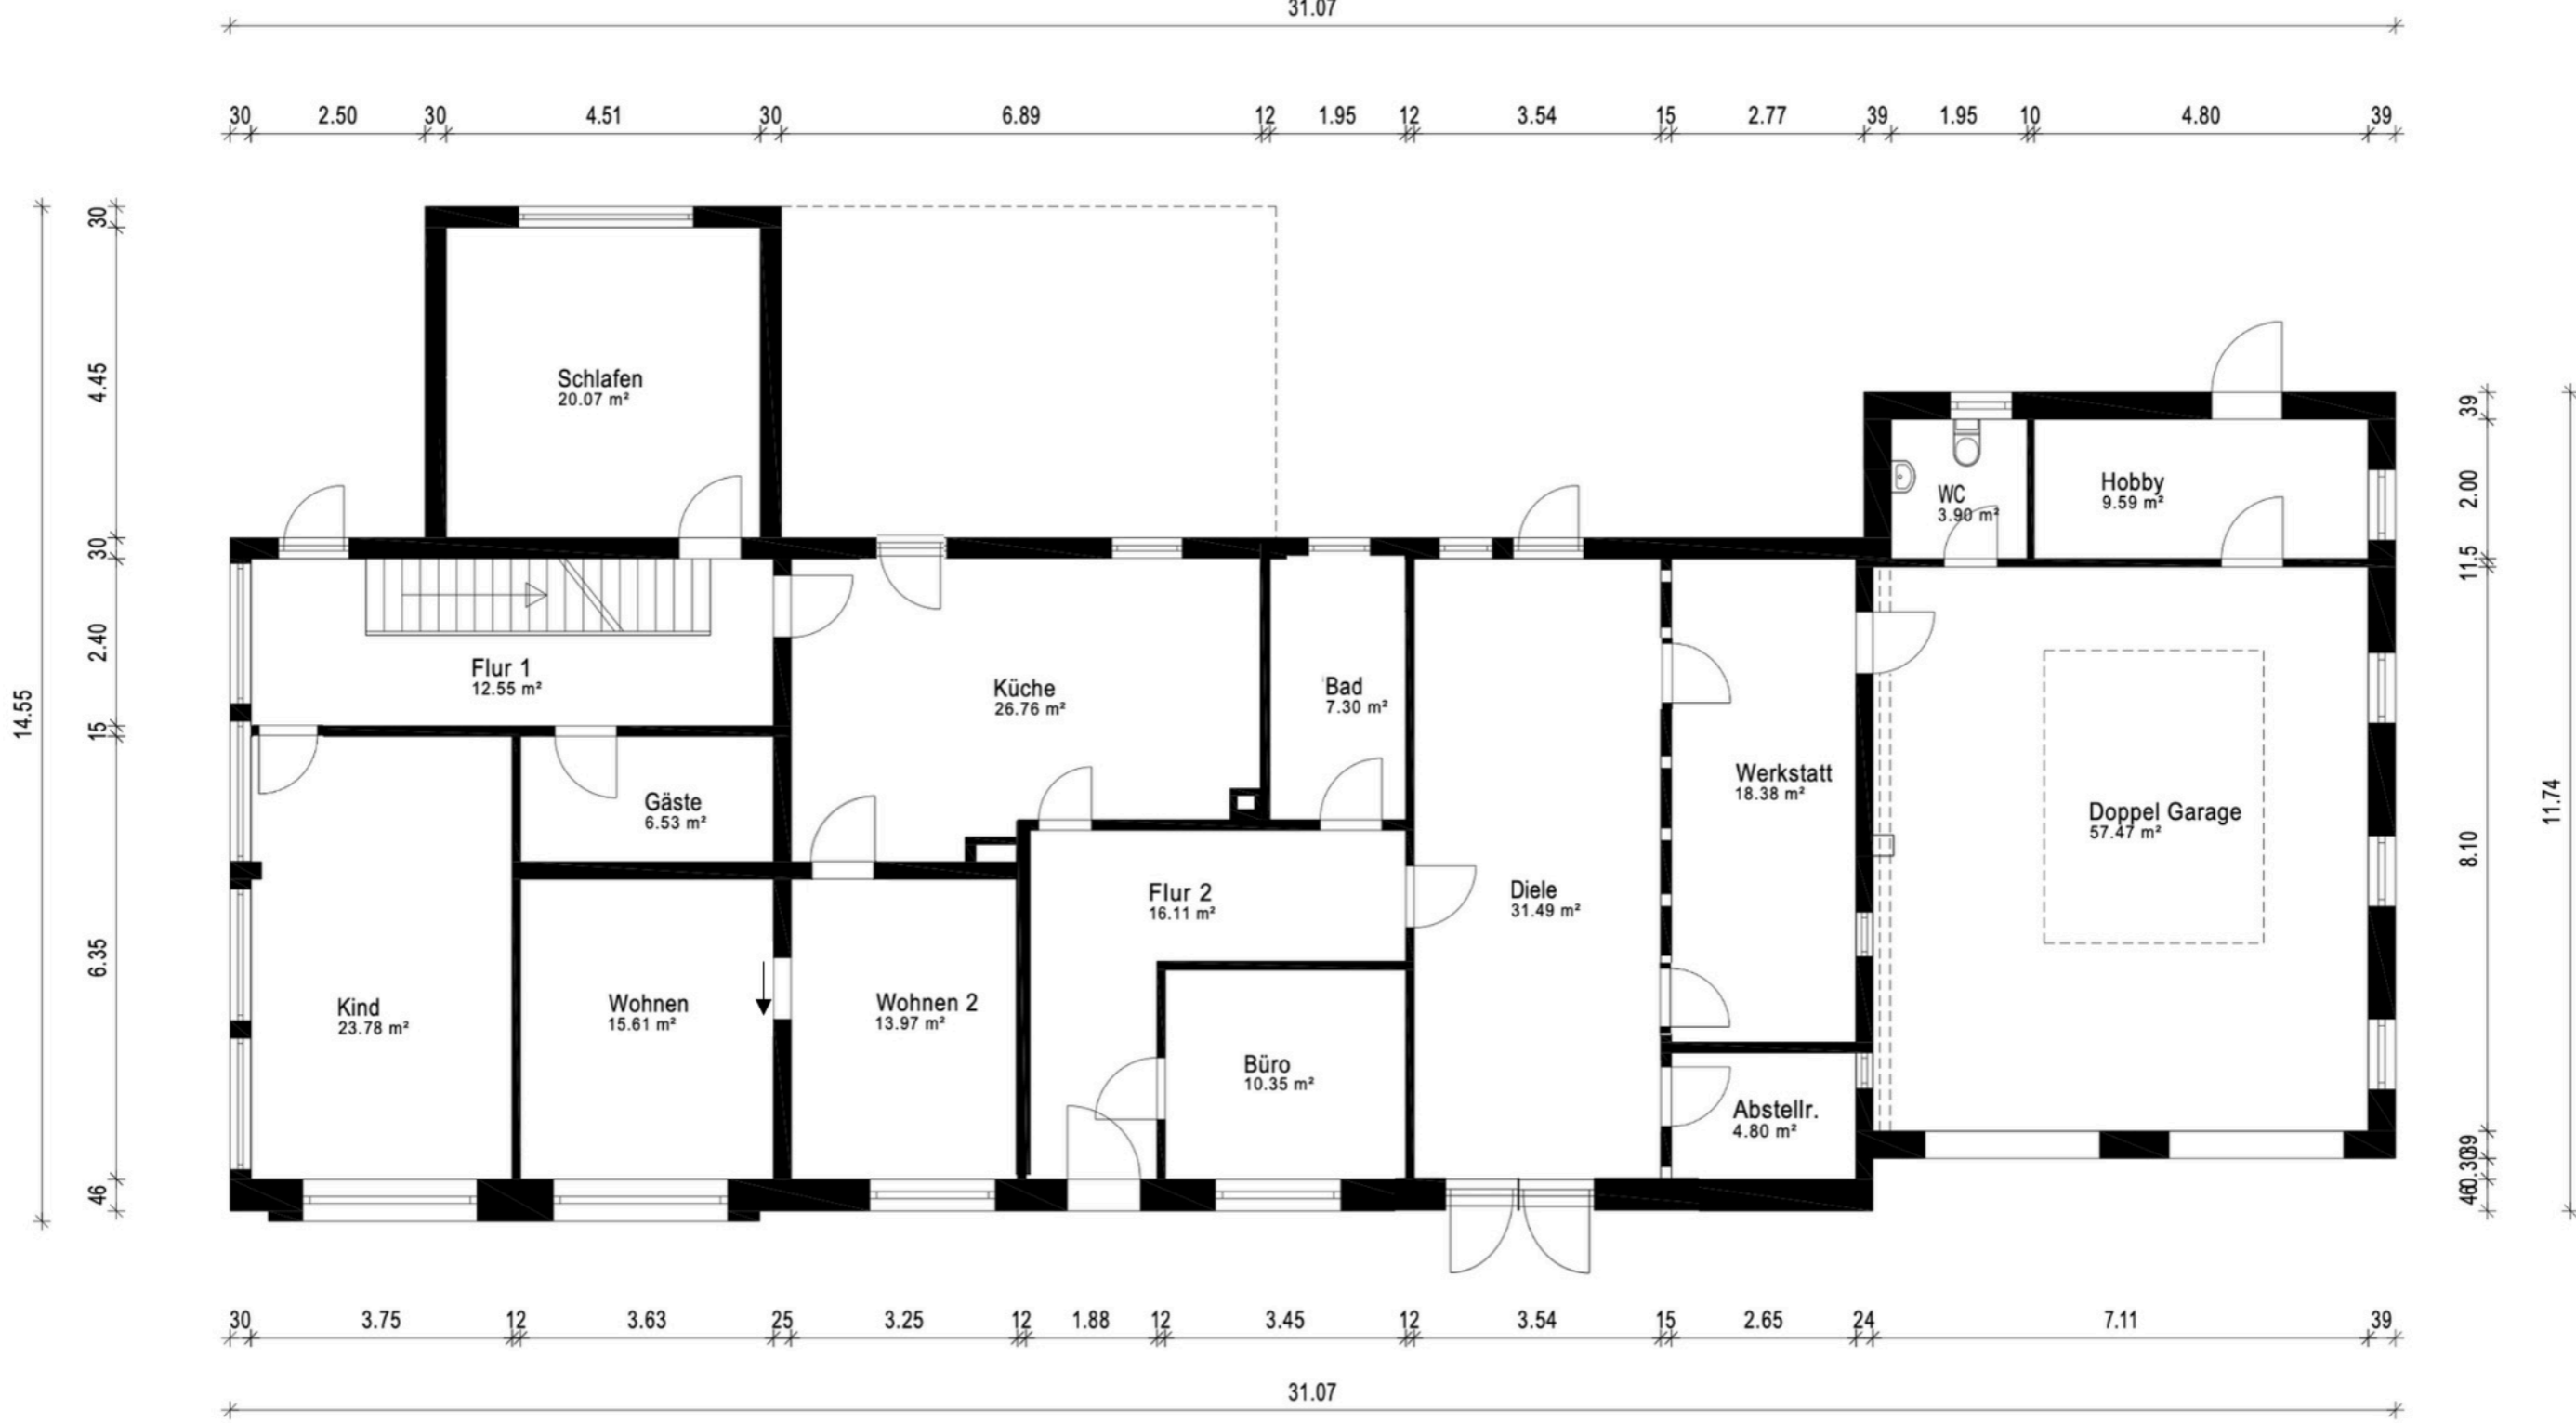 31.07
30 2.50 30 4.51 30 6.89 12 1.95 12 3.54 15 2.77 39 1.95 10 4.80 39
14.55
30
4.45
30
2.40
15
6.35
46
Schlafen
20.07 m²
WC
3.90 m²
Hobby
9.59 m²
Flur 1
12.55 m²
Küche
26.76 m²
Bad
7.30 m²
Gäste
6.53 m²
Werkstatt
18.38 m²
Doppel Garage
57.47 m²
Flur 2
16.11 m²
Diele
31.49 m²
Kind
23.78 m²
Wohnen
15.61 m²
Wohnen 2
13.97 m²
Büro
10.35 m²
Abstellr.
4.80 m²
39
2.00
11.5
8.10
39
0.30
46
11.74
30 3.75 12 3.63 25 3.25 12 1.88 12 3.45 12 3.54 15 2.65 24 7.11 39
31.07